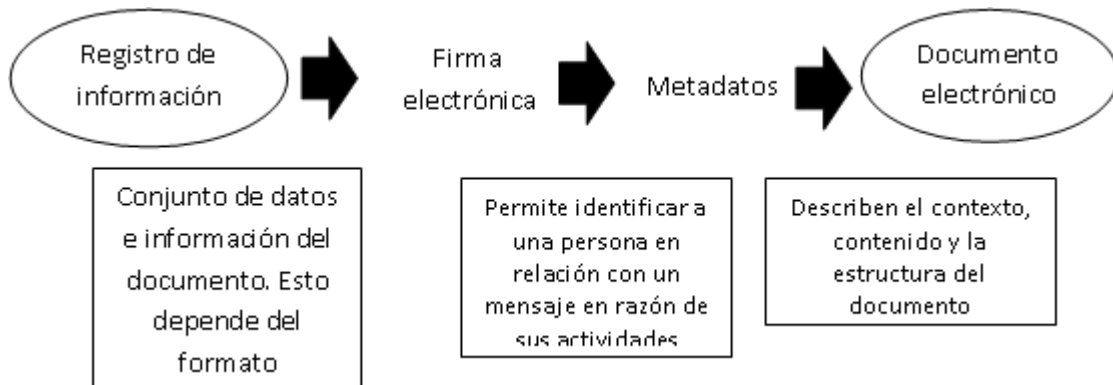 Registro de
información
Firma
electrónica
Metadatos
Documento
electrónico
Conjunto de datos
e información del
documento. Esto
depende del
formato
Permite identificar a
una persona en
relación con un
mensaje en razón de
sus actividades
Describen el contexto,
contenido y la
estructura del
documento